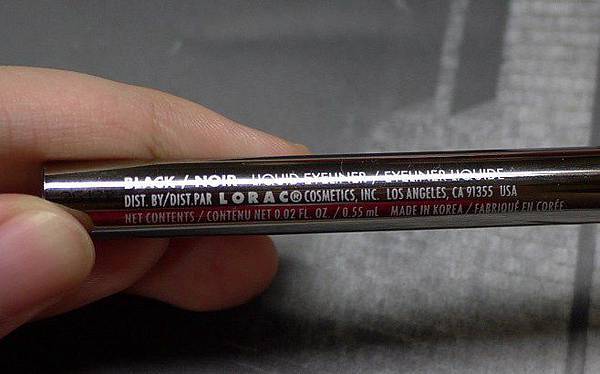 BLACK / NOIR LIQUID EYELINER / EYELINER LIQUIDE
DIST. BY/DIST.PAR LORAC® COSMETICS, INC. LOS ANGELES, CA 91355 USA
NET CONTENTS / CONTENU NET 0.02 FL. OZ. / 0.55 mL MADE IN KOREA / FABRIQUÉ EN CORÉE